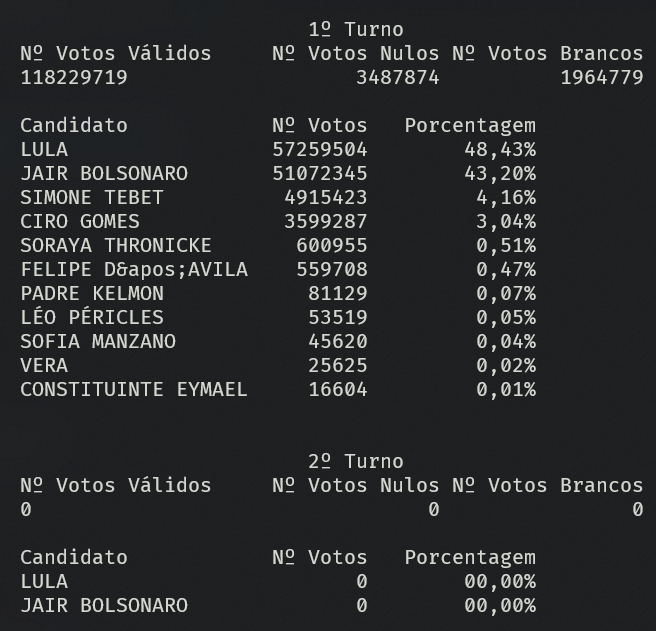 1º Turno
Nº Votos Válidos Nº Votos Nulos Nº Votos Brancos
118229719 3487874 1964779
Candidato Nº Votos Porcentagem
LULA 57259504 48,43%
JAIR BOLSONARO 51072345 43,20%
SIMONE TEBET 4915423 4,16%
CIRO GOMES 3599287 3,04%
SORAYA THRONICKE 600955 0,51%
FELIPE D&apos;AVILA 559708 0,47%
PADRE KELMON 81129 0,07%
LÉO PÉRICLES 53519 0,05%
SOFIA MANZANO 45620 0,04%
VERA 25625 0,02%
CONSTITUINTE EYMAEL 16604 0,01%
2º Turno
Nº Votos Válidos Nº Votos Nulos Nº Votos Brancos
0 0 0
Candidato Nº Votos Porcentagem
LULA 0 00,00%
JAIR BOLSONARO 0 00,00%